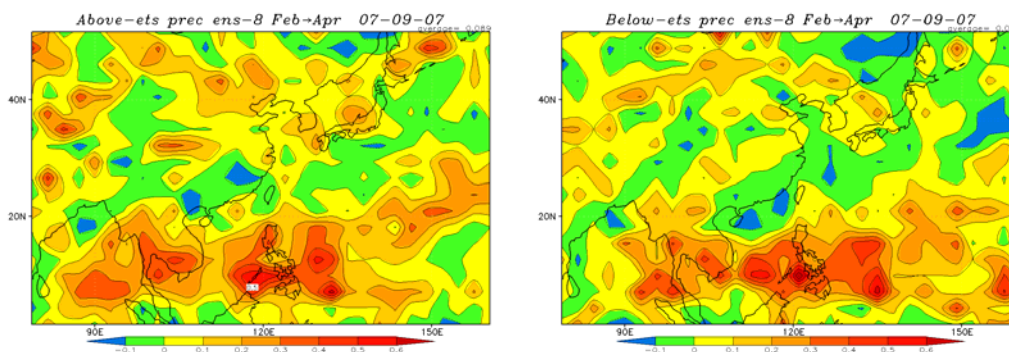 Above-ets prec ens-8 Feb→Apr 07-09-07
40N
20N
0.5
90E 120E 150E
-0.1 0 0.1 0.2 0.3 0.4 0.5 0.6
Below-ets prec ens-8 Feb→Apr 07-09-07
40N
20N
90E 120E 150E
-0.1 0 0.1 0.2 0.3 0.4 0.5 0.6